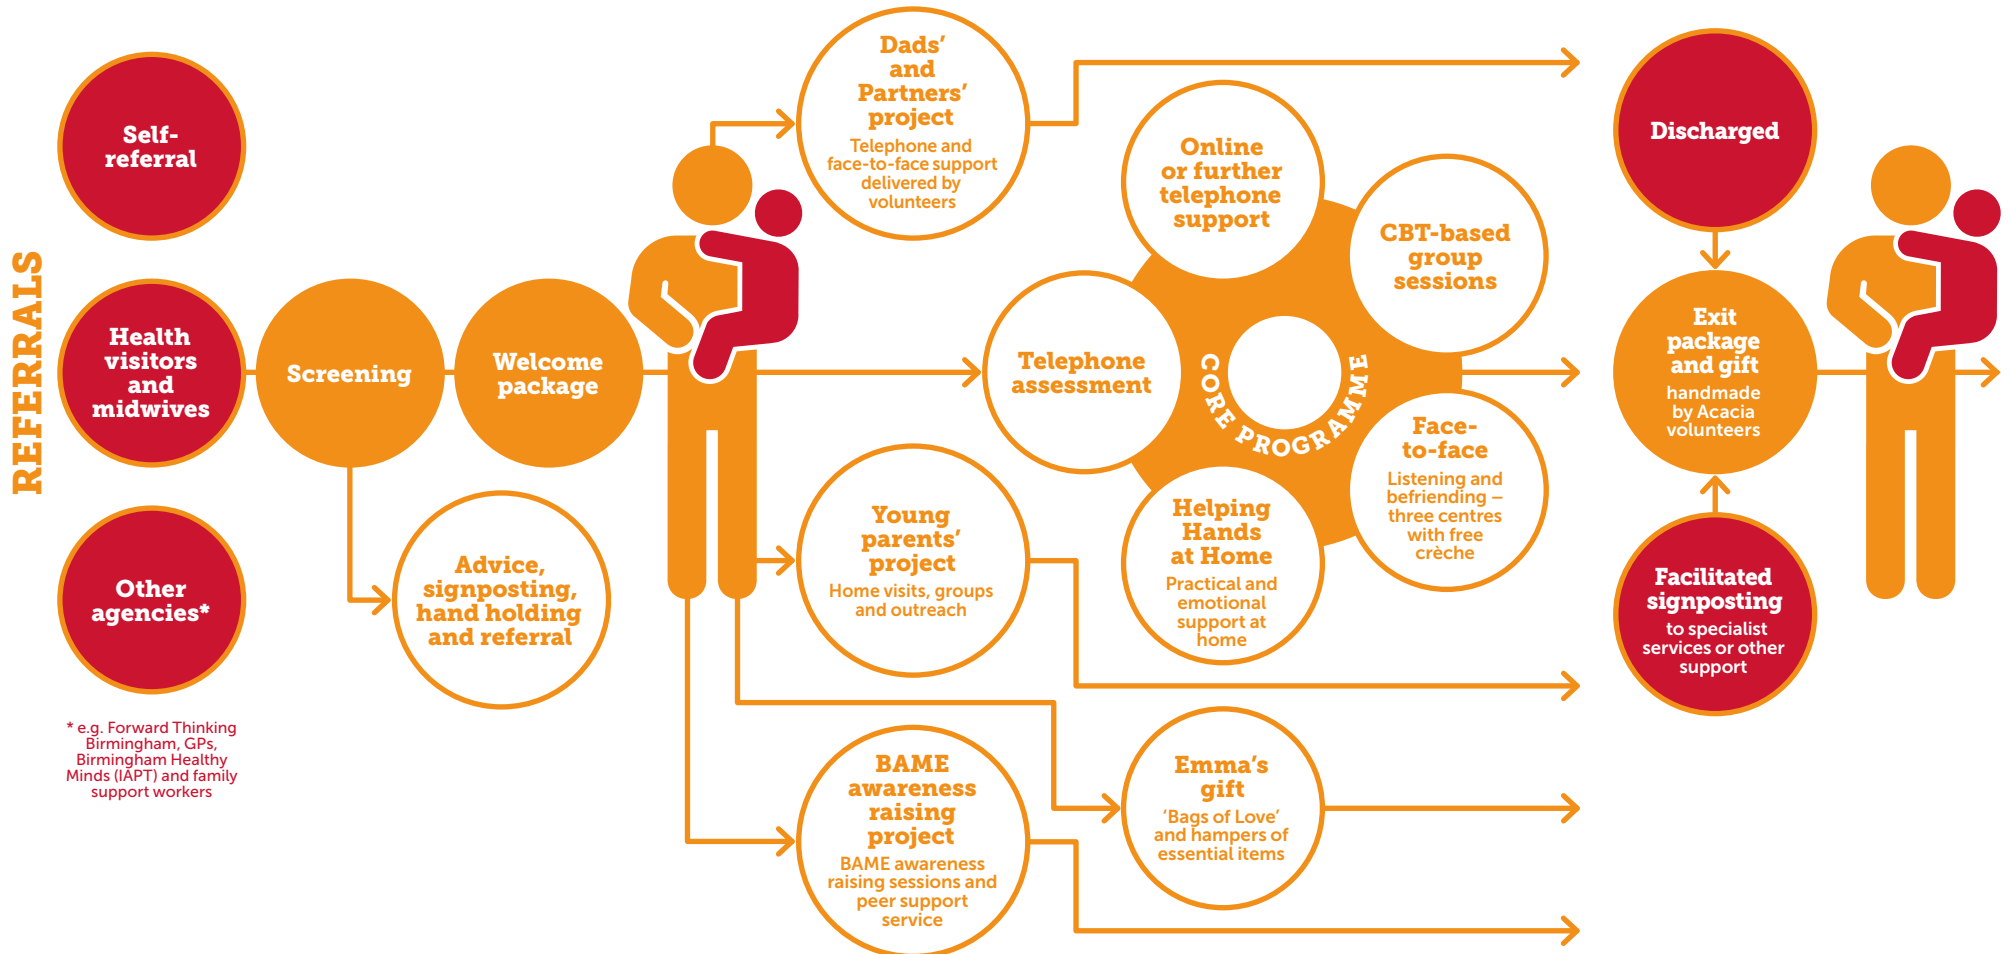 REFERRALS
Self-
referral
Health
visitors
and
midwives
Other
agencies*
* e.g. Forward Thinking
Birmingham, GPs,
Birmingham Healthy
Minds (IAPT) and family
support workers
Screening
Welcome
package
Advice,
signposting,
hand holding
and referral
Dads’
and
Partners’
project
Telephone and
face-to-face support
delivered by
volunteers
Young
parents’
project
Home visits, groups
and outreach
BAME
awareness
raising
project
BAME awareness
raising sessions and
peer support
service
Telephone
assessment
Online
or further
telephone
support
CBT-based
group
sessions
CORE PROGRAMME
Face-
to-face
Listening and
befriending –
three centres
with free
crèche
Helping
Hands
at Home
Practical and
emotional
support at
home
Emma’s
gift
‘Bags of Love’
and hampers of
essential items
Discharged
Exit
package
and gift
handmade
by Acacia
volunteers
Facilitated
signposting
to specialist
services or other
support